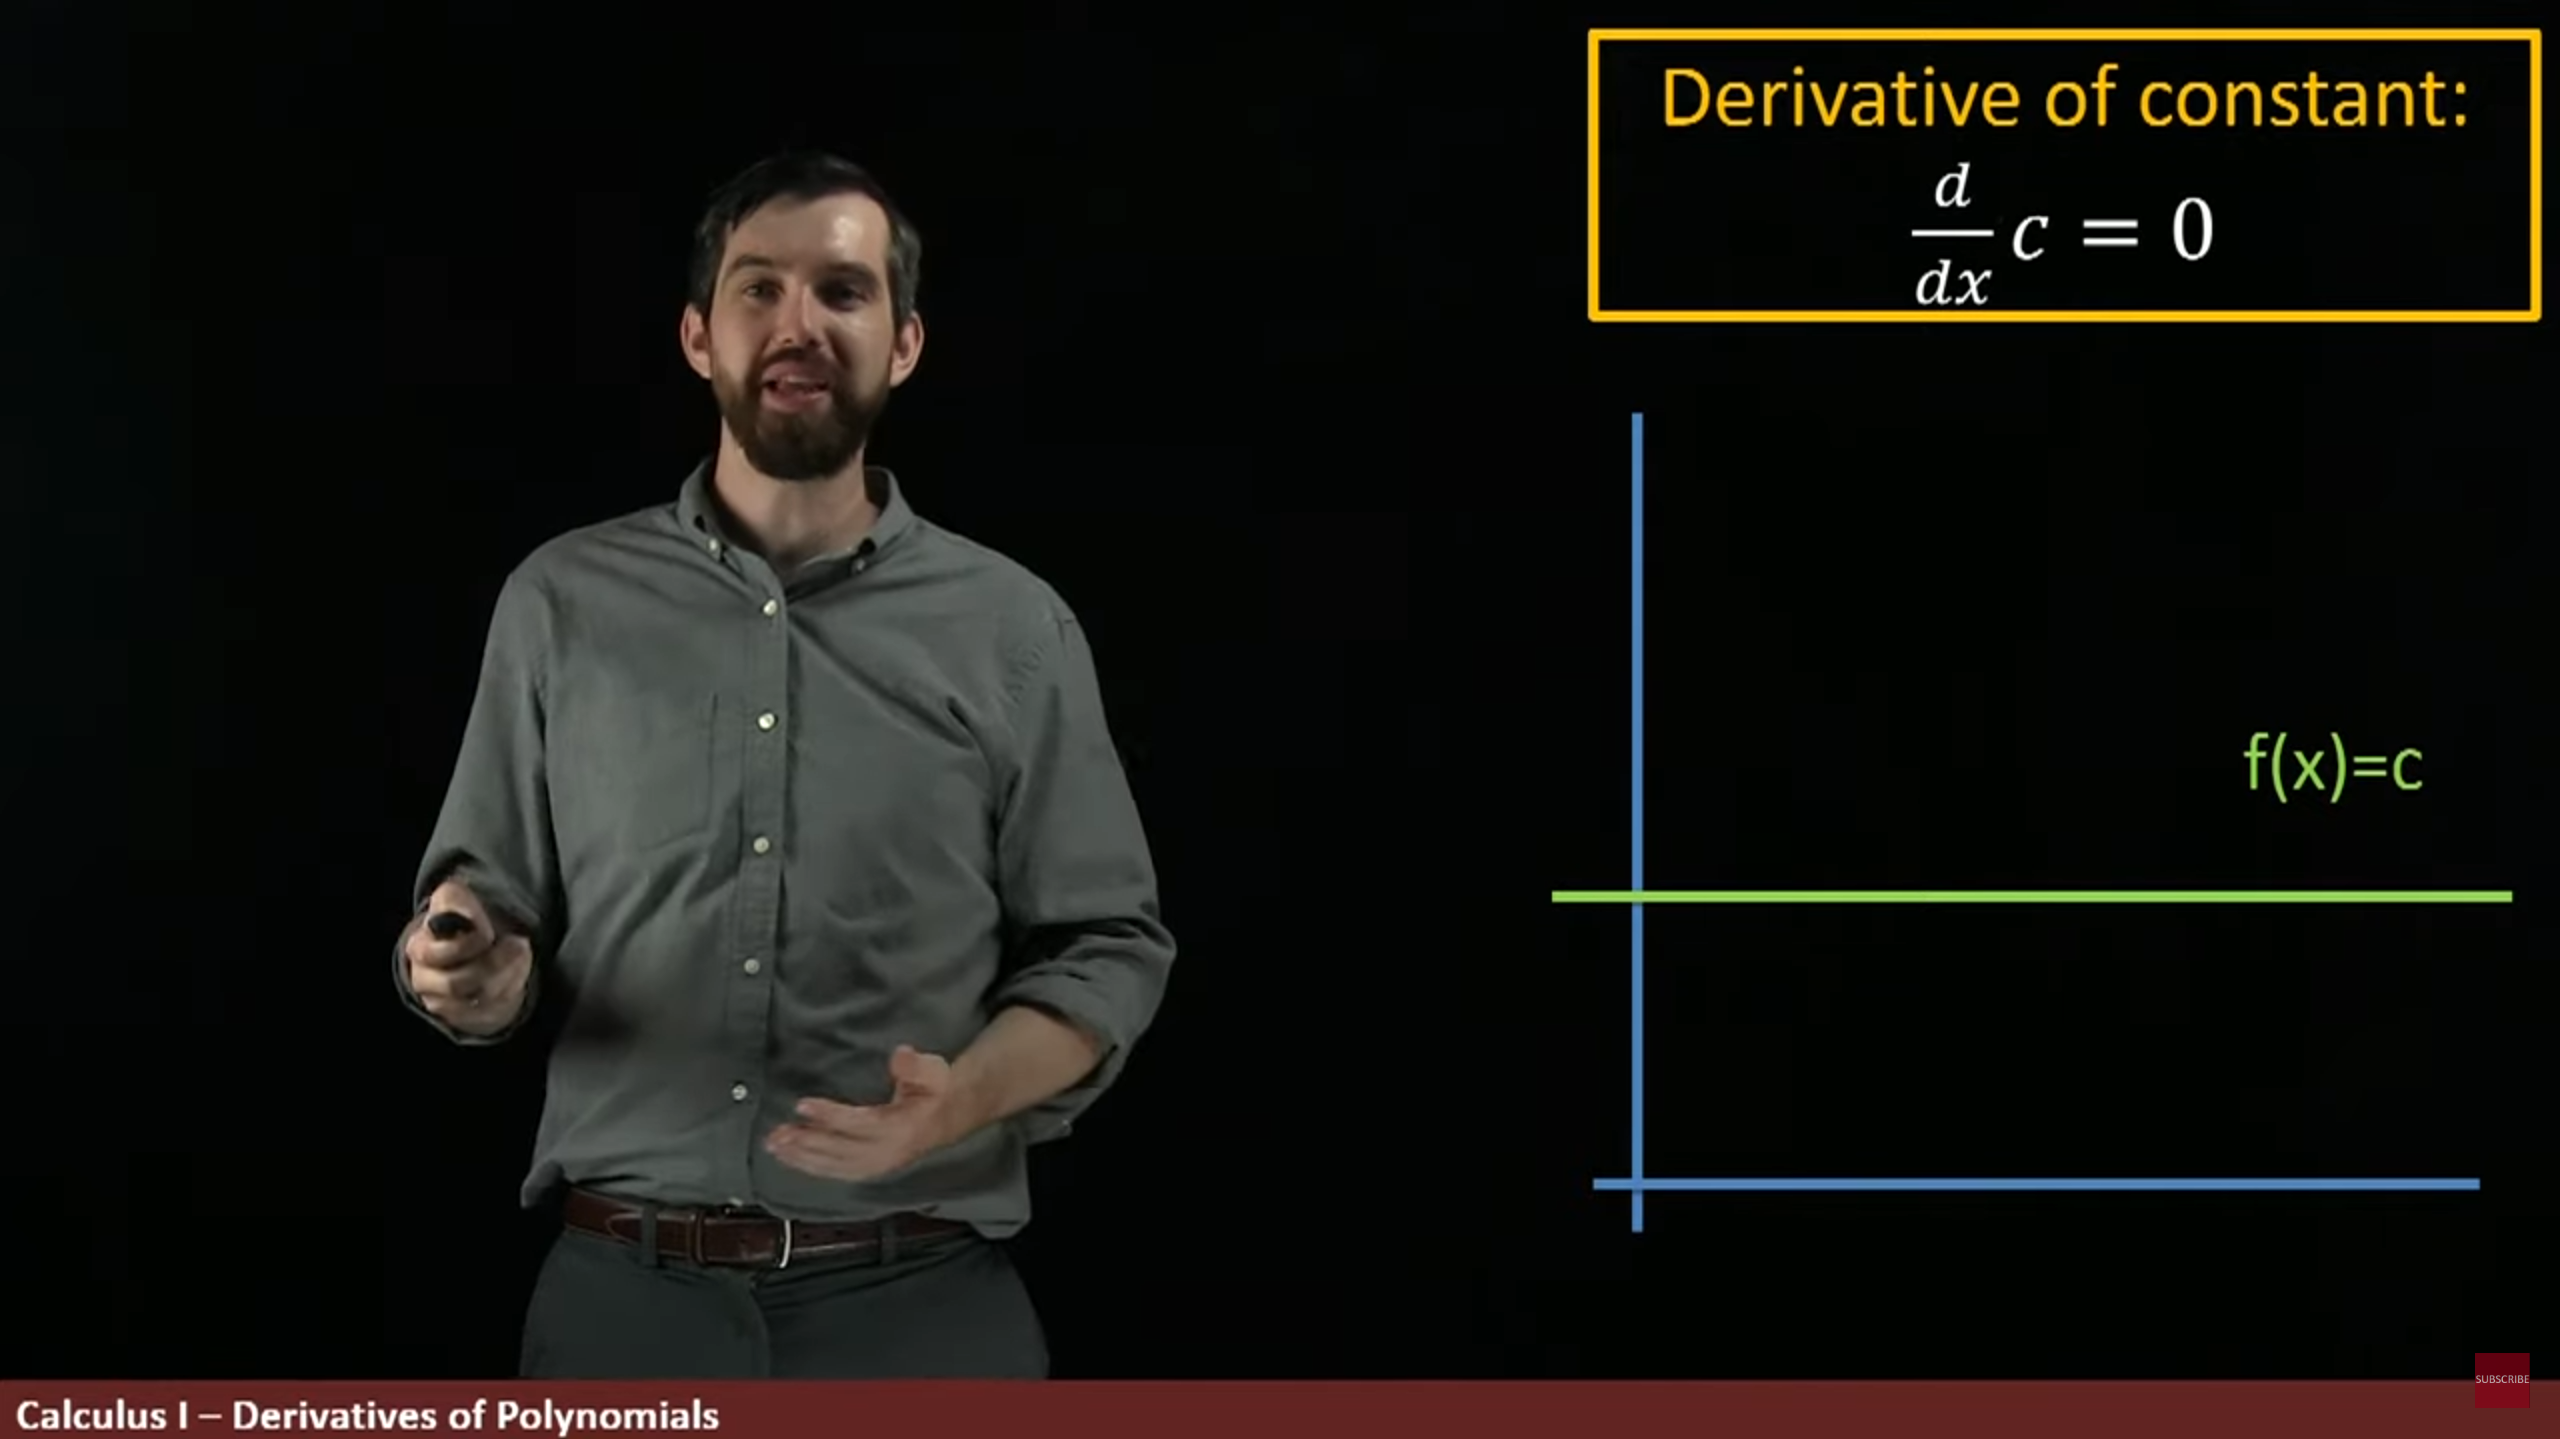 Derivative of constant:
d/dx c = 0
f(x)=c
SUBSCRIBE
Calculus I – Derivatives of Polynomials